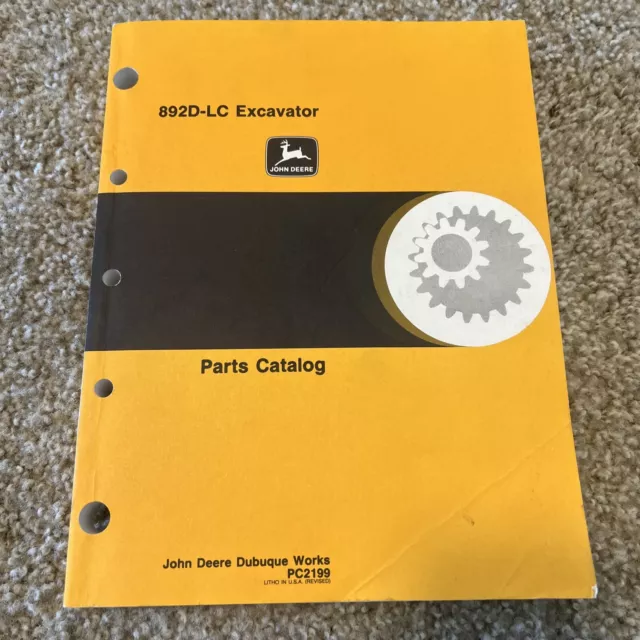 892D-LC Excavator
JOHN DEERE
Parts Catalog
John Deere Dubuque Works
PC2199
LITHO IN U.S.A. (REVISED)